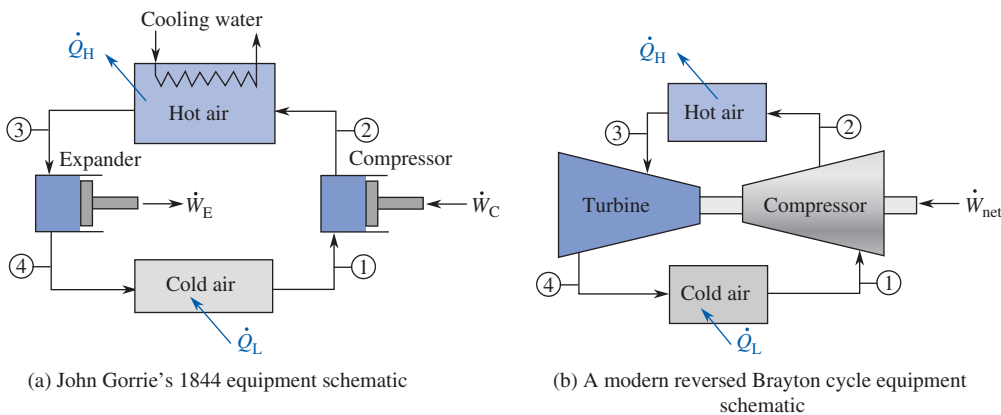 Cooling water
Q̇H
Hot air
③
②
Expander
Compressor
ẆE
ẆC
④
①
Cold air
Q̇L
(a) John Gorrie's 1844 equipment schematic
Q̇H
Hot air
③
②
Turbine
Compressor
Ẇnet
④
①
Cold air
Q̇L
(b) A modern reversed Brayton cycle equipment
schematic